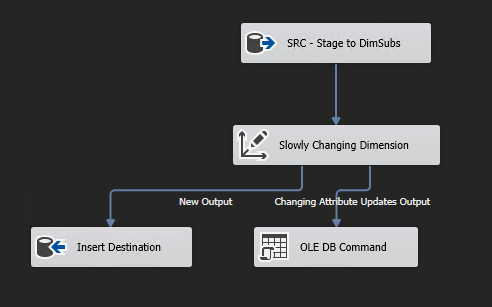 SRC - Stage to DimSubs
Slowly Changing Dimension
New Output
Changing Attribute Updates Output
Insert Destination
OLE DB Command